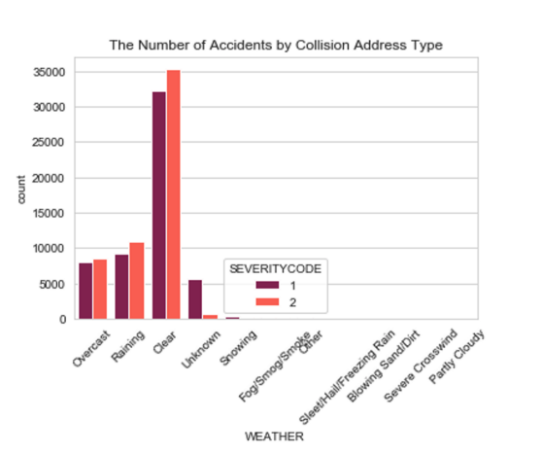 The Number of Accidents by Collision Address Type
35000
30000
25000
20000
15000
10000
5000
0
count
SEVERITYCODE
1
2
Overcast
Raining
Clear
Unknown
Snowing
Fog/Smog/Smoke
Other
Sleet/Hail/Freezing Rain
Blowing Sand/Dirt
Severe Crosswind
Partly Cloudy
WEATHER